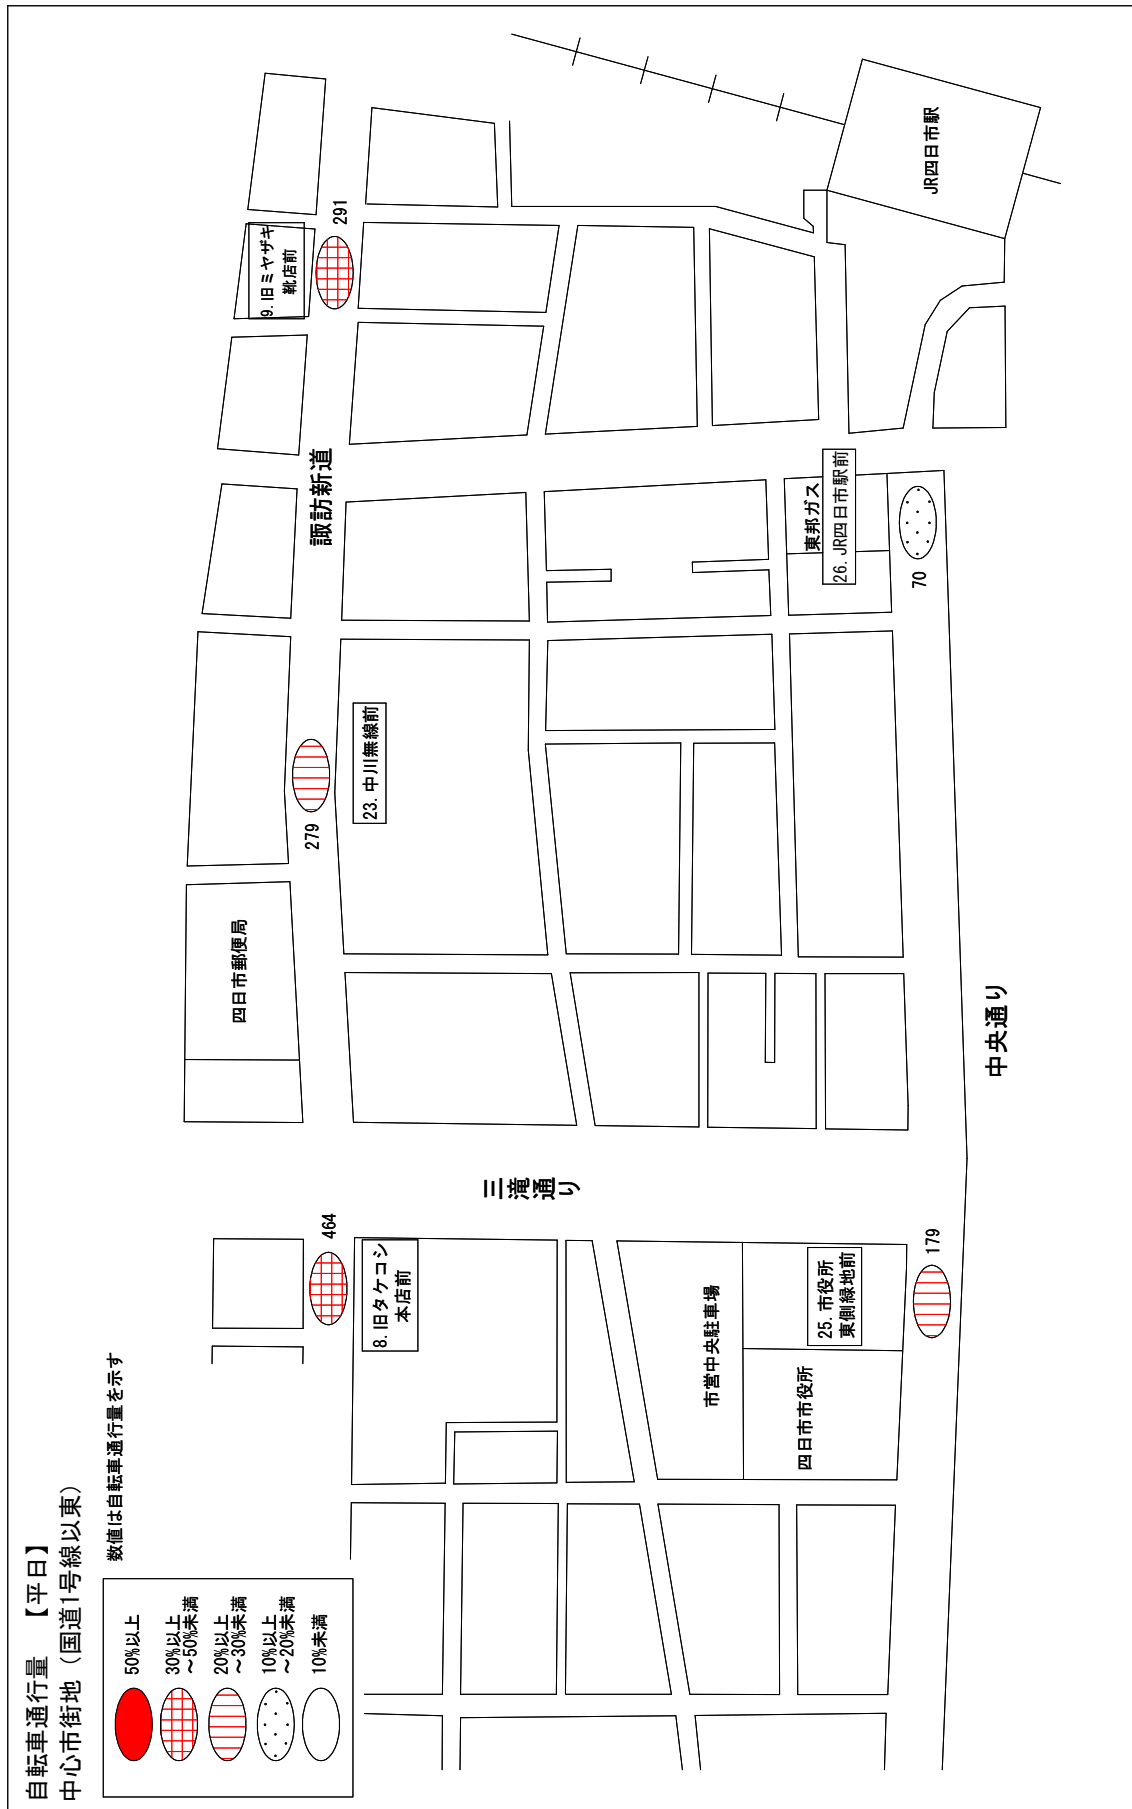 自転車通行量　【平日】
中心市街地（国道1号線以東）
数値は自転車通行量を示す
50%以上
30%以上
～50%未満
20%以上
～30%未満
10%以上
～20%未満
10%未満
四日市郵便局
諏訪新道
9. 旧ミヤザキ
靴店前
291
279
23. 中川無線前
464
8. 旧タケコシ
本店前
三滝通り
市営中央駐車場
四日市市役所
25. 市役所
東側緑地前
179
中央通り
東邦ガス
26. JR四日市駅前
70
JR四日市駅